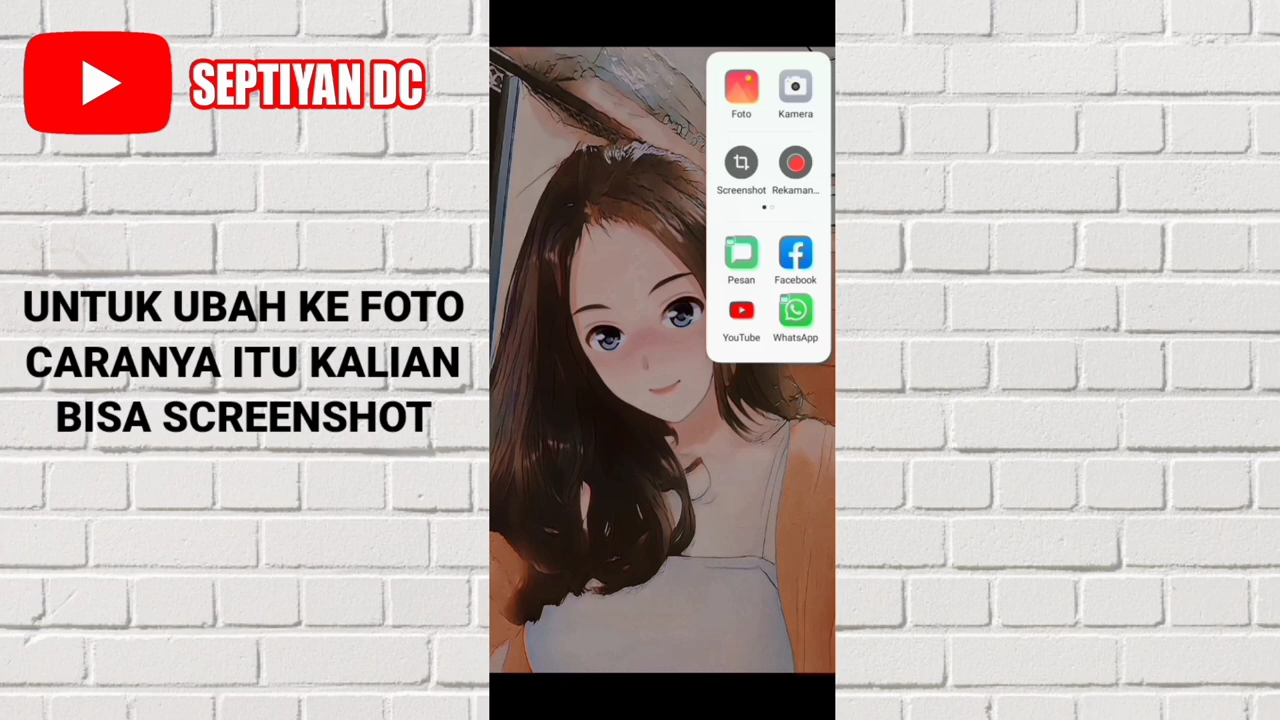 SEPTIYAN DC
UNTUK UBAH KE FOTO
CARANYA ITU KALIAN
BISA SCREENSHOT
Foto Kamera
Screenshot Rekaman...
Pesan Facebook
YouTube WhatsApp